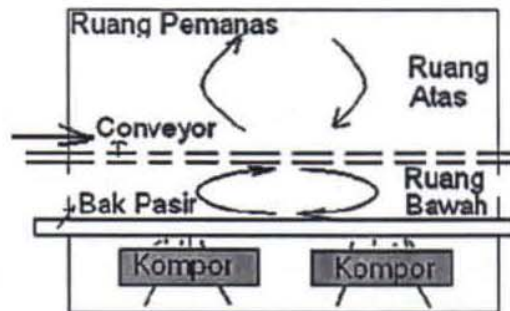 Ruang Pemanas
Ruang
Atas
Conveyor
Ruang
Bawah
Bak Pasir
Kompor
Kompor